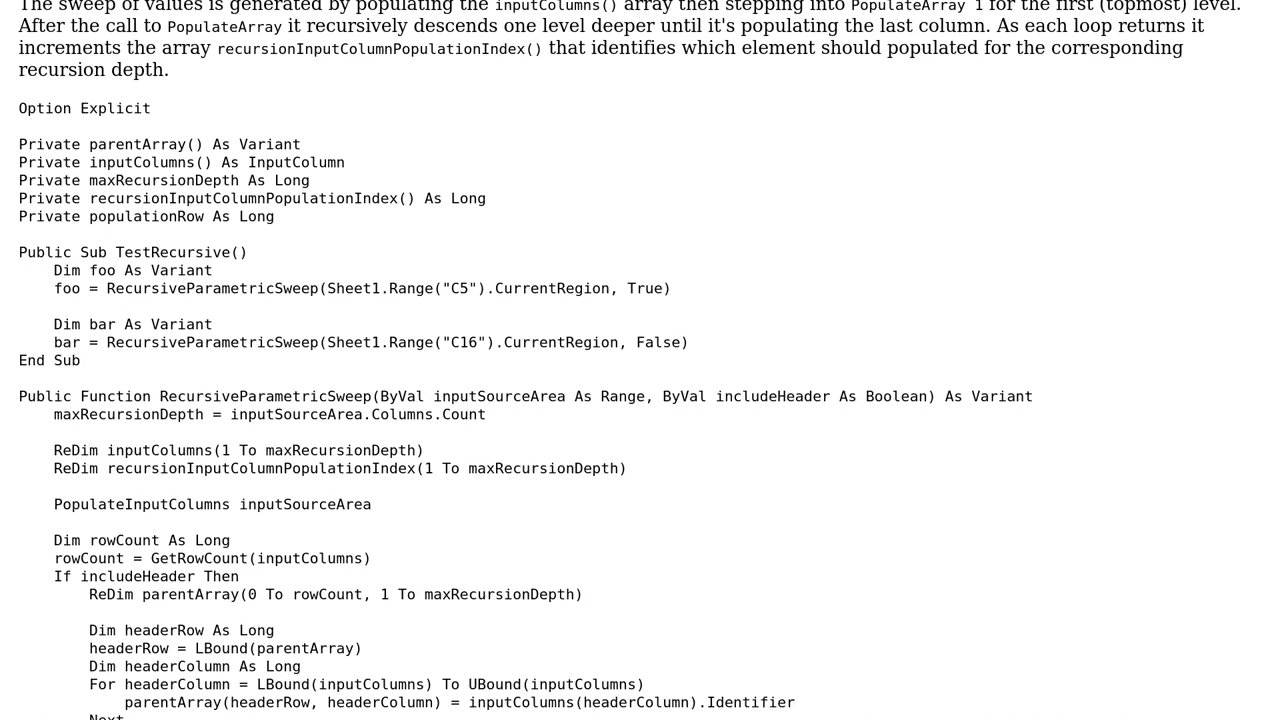 The sweep of values is generated by populating the inputColumns() array then stepping into PopulateArray 1 for the first (topmost) level.
After the call to PopulateArray it recursively descends one level deeper until it's populating the last column. As each loop returns it
increments the array recursionInputColumnPopulationIndex() that identifies which element should populated for the corresponding
recursion depth.
Option Explicit
Private parentArray() As Variant
Private inputColumns() As InputColumn
Private maxRecursionDepth As Long
Private recursionInputColumnPopulationIndex() As Long
Private populationRow As Long
Public Sub TestRecursive()
    Dim foo As Variant
    foo = RecursiveParametricSweep(Sheet1.Range("C5").CurrentRegion, True)
    Dim bar As Variant
    bar = RecursiveParametricSweep(Sheet1.Range("C16").CurrentRegion, False)
End Sub
Public Function RecursiveParametricSweep(ByVal inputSourceArea As Range, ByVal includeHeader As Boolean) As Variant
    maxRecursionDepth = inputSourceArea.Columns.Count
    ReDim inputColumns(1 To maxRecursionDepth)
    ReDim recursionInputColumnPopulationIndex(1 To maxRecursionDepth)
    PopulateInputColumns inputSourceArea
    Dim rowCount As Long
    rowCount = GetRowCount(inputColumns)
    If includeHeader Then
        ReDim parentArray(0 To rowCount, 1 To maxRecursionDepth)
        Dim headerRow As Long
        headerRow = LBound(parentArray)
        Dim headerColumn As Long
        For headerColumn = LBound(inputColumns) To UBound(inputColumns)
            parentArray(headerRow, headerColumn) = inputColumns(headerColumn).Identifier
        Next